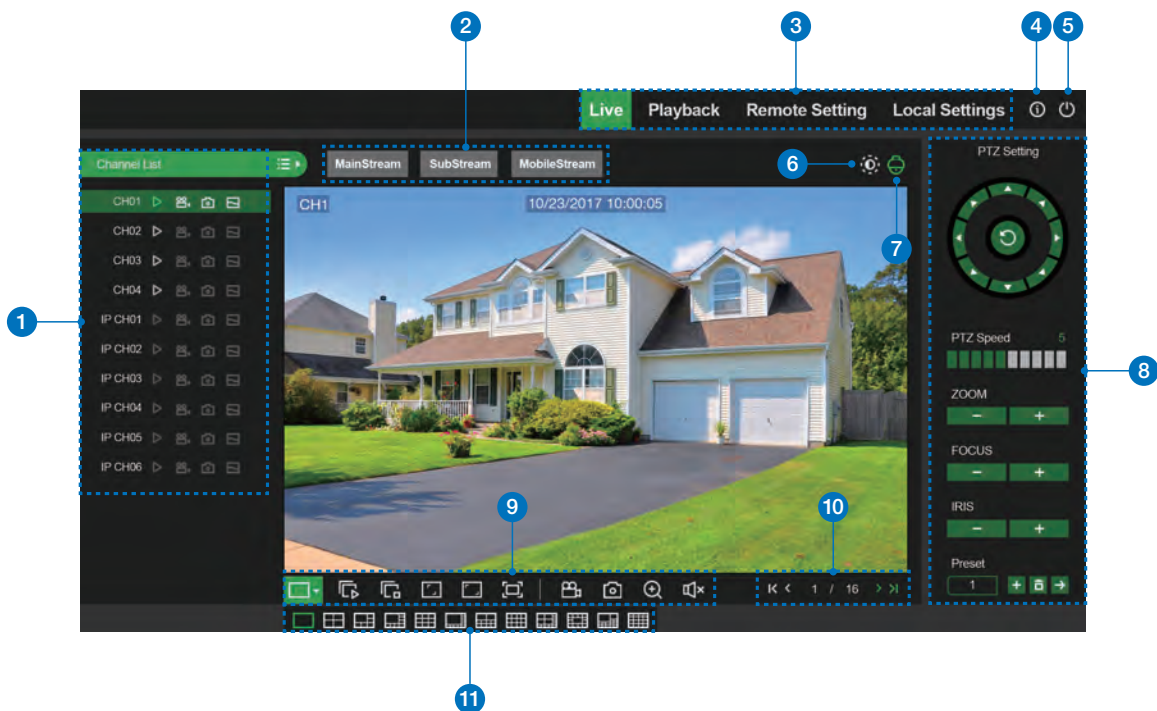 2
3
4
5
Live Playback Remote Setting Local Settings
Channel List
MainStream SubStream MobileStream
6
PTZ Setting
CH01
CH1 10/23/2017 10:00:05
CH02
7
CH03
CH04
1
IP CH01
IP CH02
IP CH03
IP CH04
IP CH05
IP CH06
PTZ Speed 5
8
ZOOM
- +
FOCUS
- +
IRIS
- +
9
10
Preset
1 +
1 / 16
11